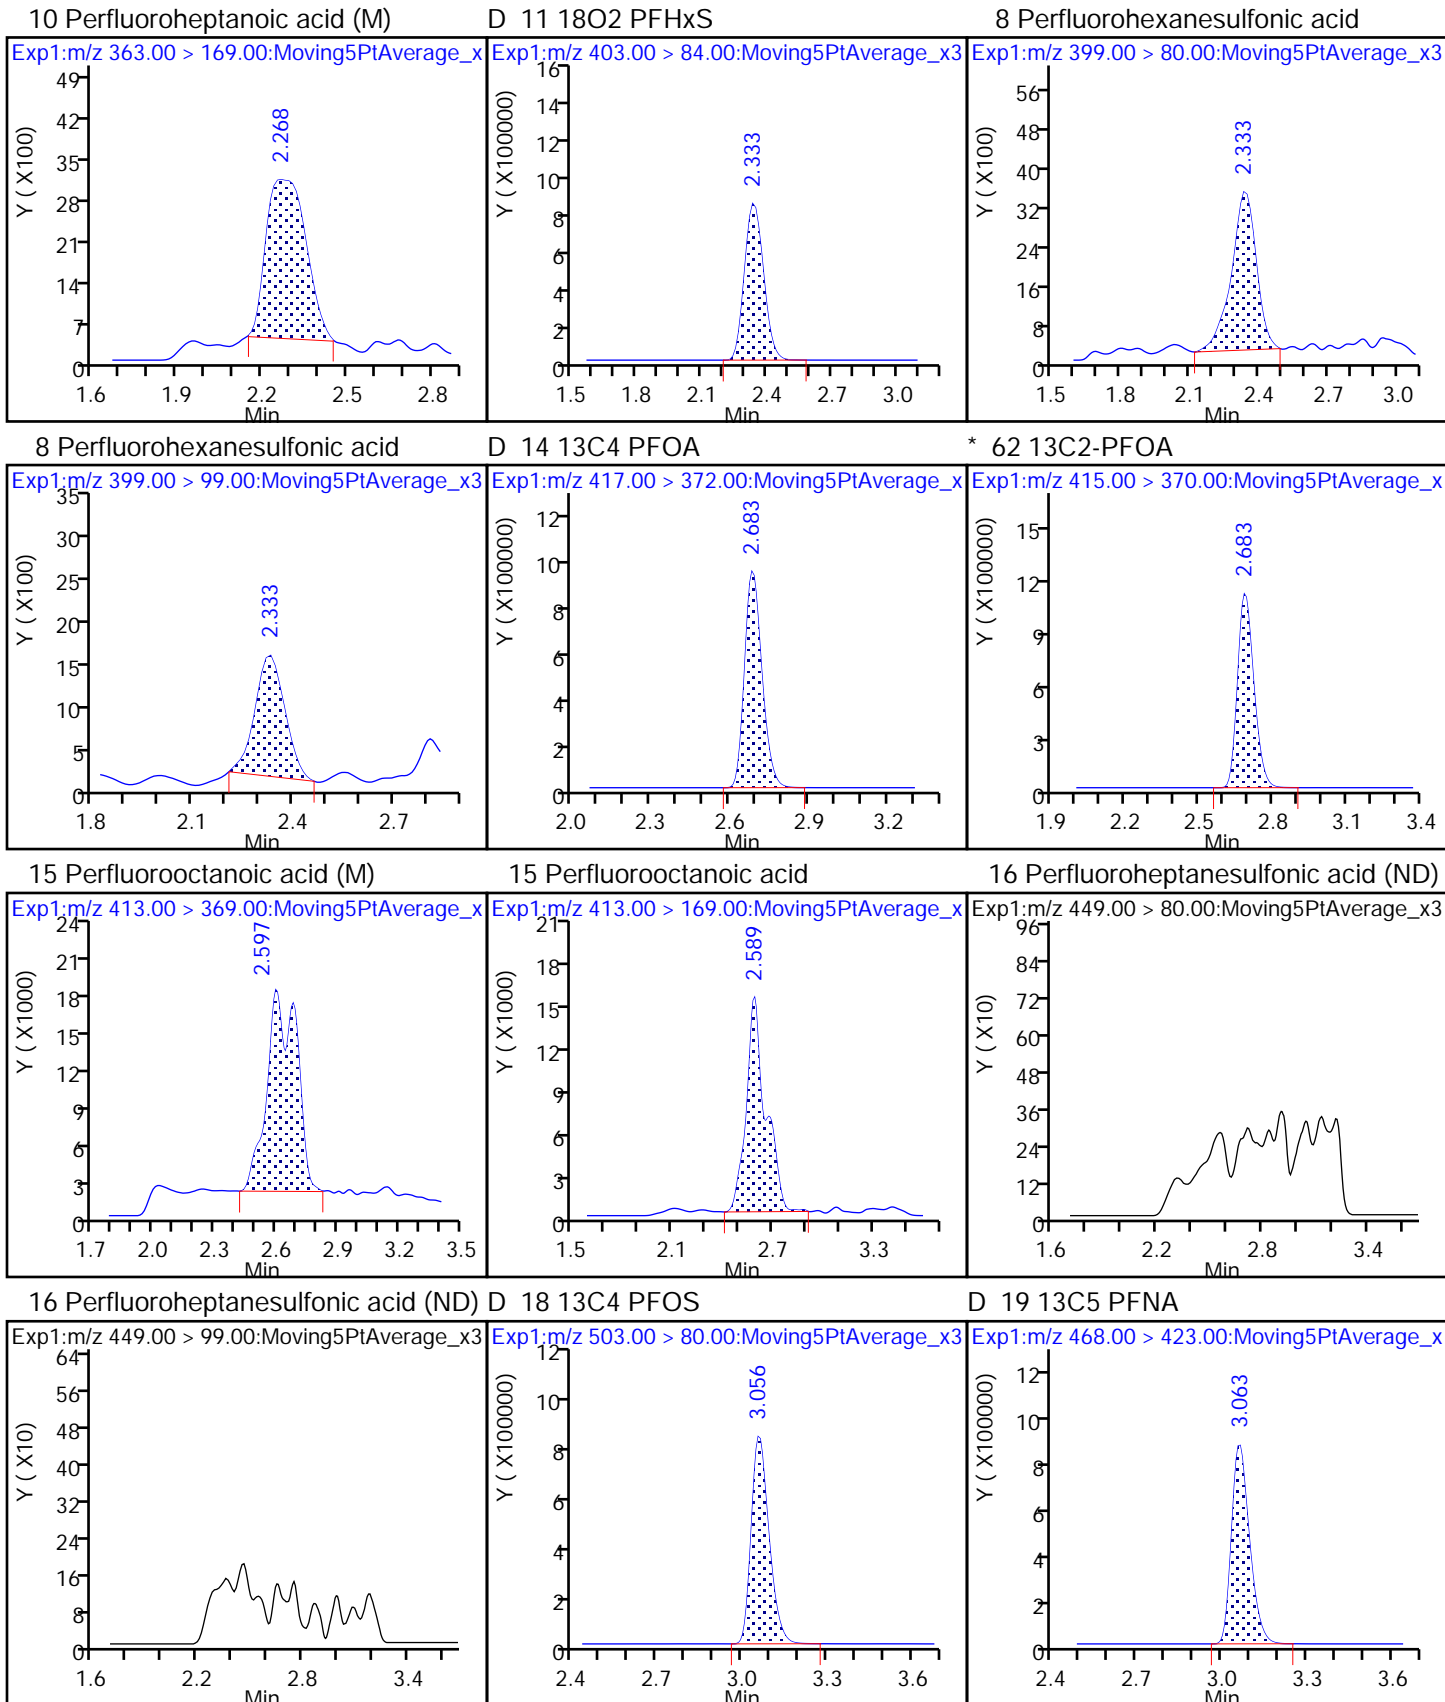 10 Perfluoroheptanoic acid (M)
Exp1:m/z 363.00 > 169.00:Moving5PtAverage_x
Y ( X100)
49
42
35
28
21
14
7
0
2.268
1.6 1.9 2.2 2.5 2.8
Min
D 11 18O2 PFHxS
Exp1:m/z 403.00 > 84.00:Moving5PtAverage_x3
Y ( X100000)
16
14
12
10
8
6
4
2
0
2.333
1.5 1.8 2.1 2.4 2.7 3.0
Min
8 Perfluorohexanesulfonic acid
Exp1:m/z 399.00 > 80.00:Moving5PtAverage_x3
Y ( X100)
56
48
40
32
24
16
8
0
2.333
1.5 1.8 2.1 2.4 2.7 3.0
Min
8 Perfluorohexanesulfonic acid
Exp1:m/z 399.00 > 99.00:Moving5PtAverage_x3
Y ( X100)
35
30
25
20
15
10
5
0
2.333
1.8 2.1 2.4 2.7
Min
D 14 13C4 PFOA
Exp1:m/z 417.00 > 372.00:Moving5PtAverage_x
Y ( X100000)
12
10
8
6
4
2
0
2.683
2.0 2.3 2.6 2.9 3.2
Min
* 62 13C2-PFOA
Exp1:m/z 415.00 > 370.00:Moving5PtAverage_x
Y ( X100000)
15
12
9
6
3
0
2.683
1.9 2.2 2.5 2.8 3.1 3.4
Min
15 Perfluorooctanoic acid (M)
Exp1:m/z 413.00 > 369.00:Moving5PtAverage_x
Y ( X1000)
24
21
18
15
12
9
6
3
0
2.597
1.7 2.0 2.3 2.6 2.9 3.2 3.5
Min
15 Perfluorooctanoic acid
Exp1:m/z 413.00 > 169.00:Moving5PtAverage_x
Y ( X1000)
21
18
15
12
9
6
3
0
2.589
1.5 2.1 2.7 3.3
Min
16 Perfluoroheptanesulfonic acid (ND)
Exp1:m/z 449.00 > 80.00:Moving5PtAverage_x3
Y ( X10)
96
84
72
60
48
36
24
12
0
1.6 2.2 2.8 3.4
Min
16 Perfluoroheptanesulfonic acid (ND)
Exp1:m/z 449.00 > 99.00:Moving5PtAverage_x3
Y ( X10)
64
56
48
40
32
24
16
8
0
1.6 2.2 2.8 3.4
Min
D 18 13C4 PFOS
Exp1:m/z 503.00 > 80.00:Moving5PtAverage_x3
Y ( X100000)
12
10
8
6
4
2
0
3.056
2.4 2.7 3.0 3.3 3.6
Min
D 19 13C5 PFNA
Exp1:m/z 468.00 > 423.00:Moving5PtAverage_x
Y ( X100000)
12
10
8
6
4
2
0
3.063
2.4 2.7 3.0 3.3 3.6
Min